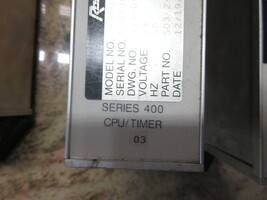 MODEL NO.
SERIAL NO.
DWG. NO.
VOLTAGE
HZ
PART NO.
DATE
SERIES 400
CPU/TIMER
03